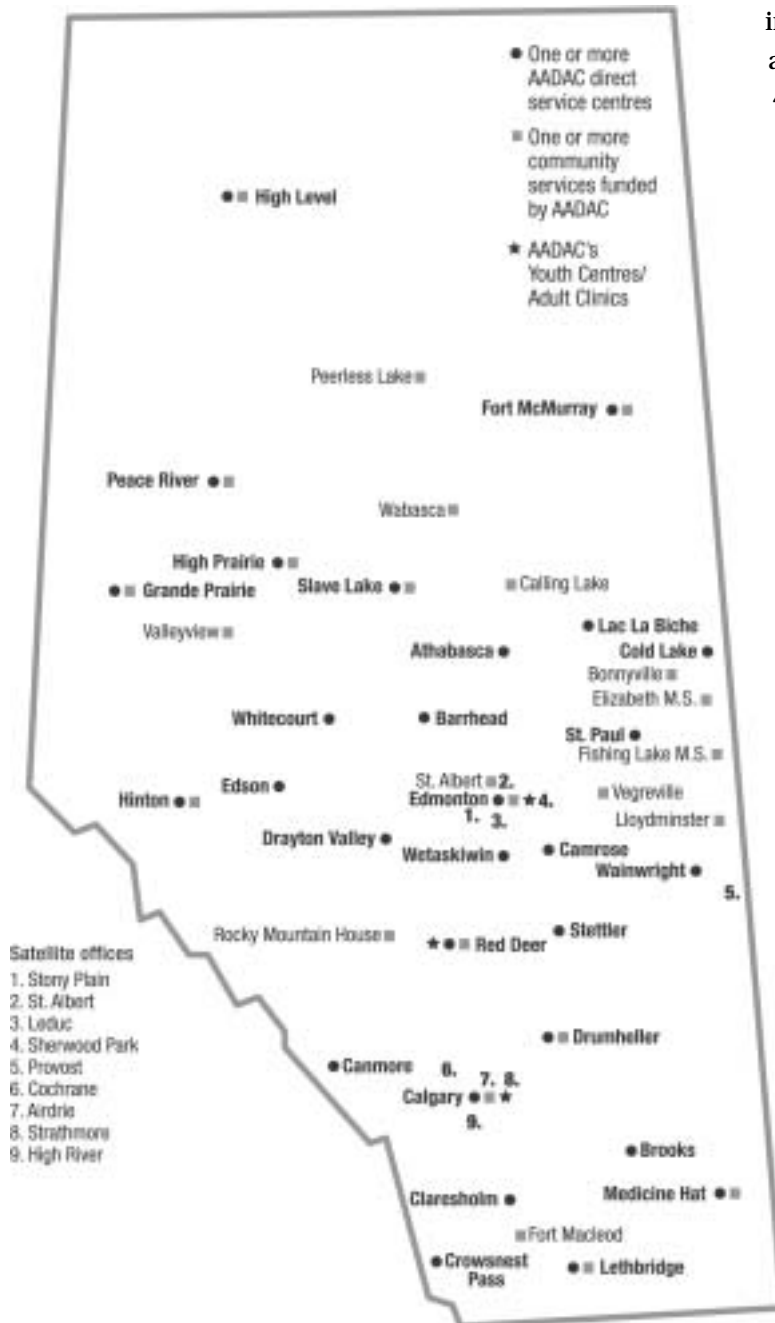 ● One or more
AADAC direct
service centres
■ One or more
community
services funded
by AADAC
★ AADAC's
Youth Centres/
Adult Clinics
● ■ High Level
Peerless Lake ■
Fort McMurray ● ■
Peace River ● ■
Wabasca ■
High Prairie ● ■
● ■ Grande Prairie
Slave Lake ● ■
■ Calling Lake
Valleyview ■
● Lac La Biche
Athabasca ●
Cold Lake ●
Bonnyville ■
Elizabeth M.S. ■
Whitecourt ●
● Barrhead
St. Paul ●
Fishing Lake M.S. ■
St. Albert ■ 2.
Edson ●
Hinton ● ■
Edmonton ● ■ ★ 4.
1. 3.
■ Vegreville
Lloydminster ■
Drayton Valley ●
Wetaskiwin ●
● Camrose
Wainwright ●
5.
Rocky Mountain House ■
★ ● ■ Red Deer
● Stettler
Satellite offices
1. Stony Plain
2. St. Albert
3. Leduc
4. Sherwood Park
5. Provost
6. Cochrane
7. Airdrie
8. Strathmore
9. High River
● ■ Drumheller
● Canmore
6.
7. 8.
Calgary ● ■ ★
9.
● Brooks
Claresholm ●
Medicine Hat ● ■
■ Fort Macleod
● Crowsnest
Pass
● ■ Lethbridge